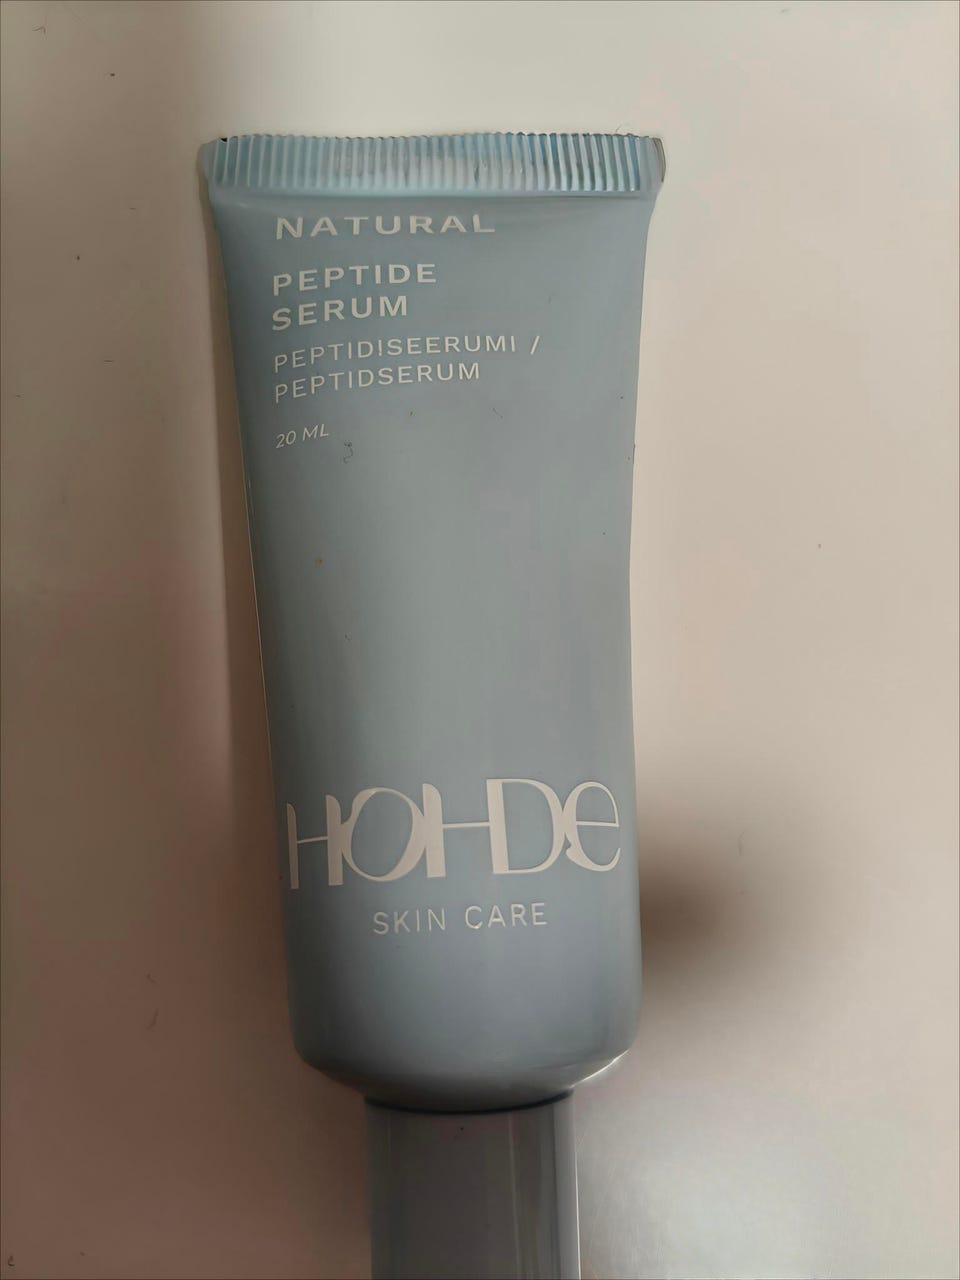 NATURAL
PEPTIDE
SERUM
PEPTIDISEERUMI /
PEPTIDSERUM
20 ML
HOHDe
SKIN CARE